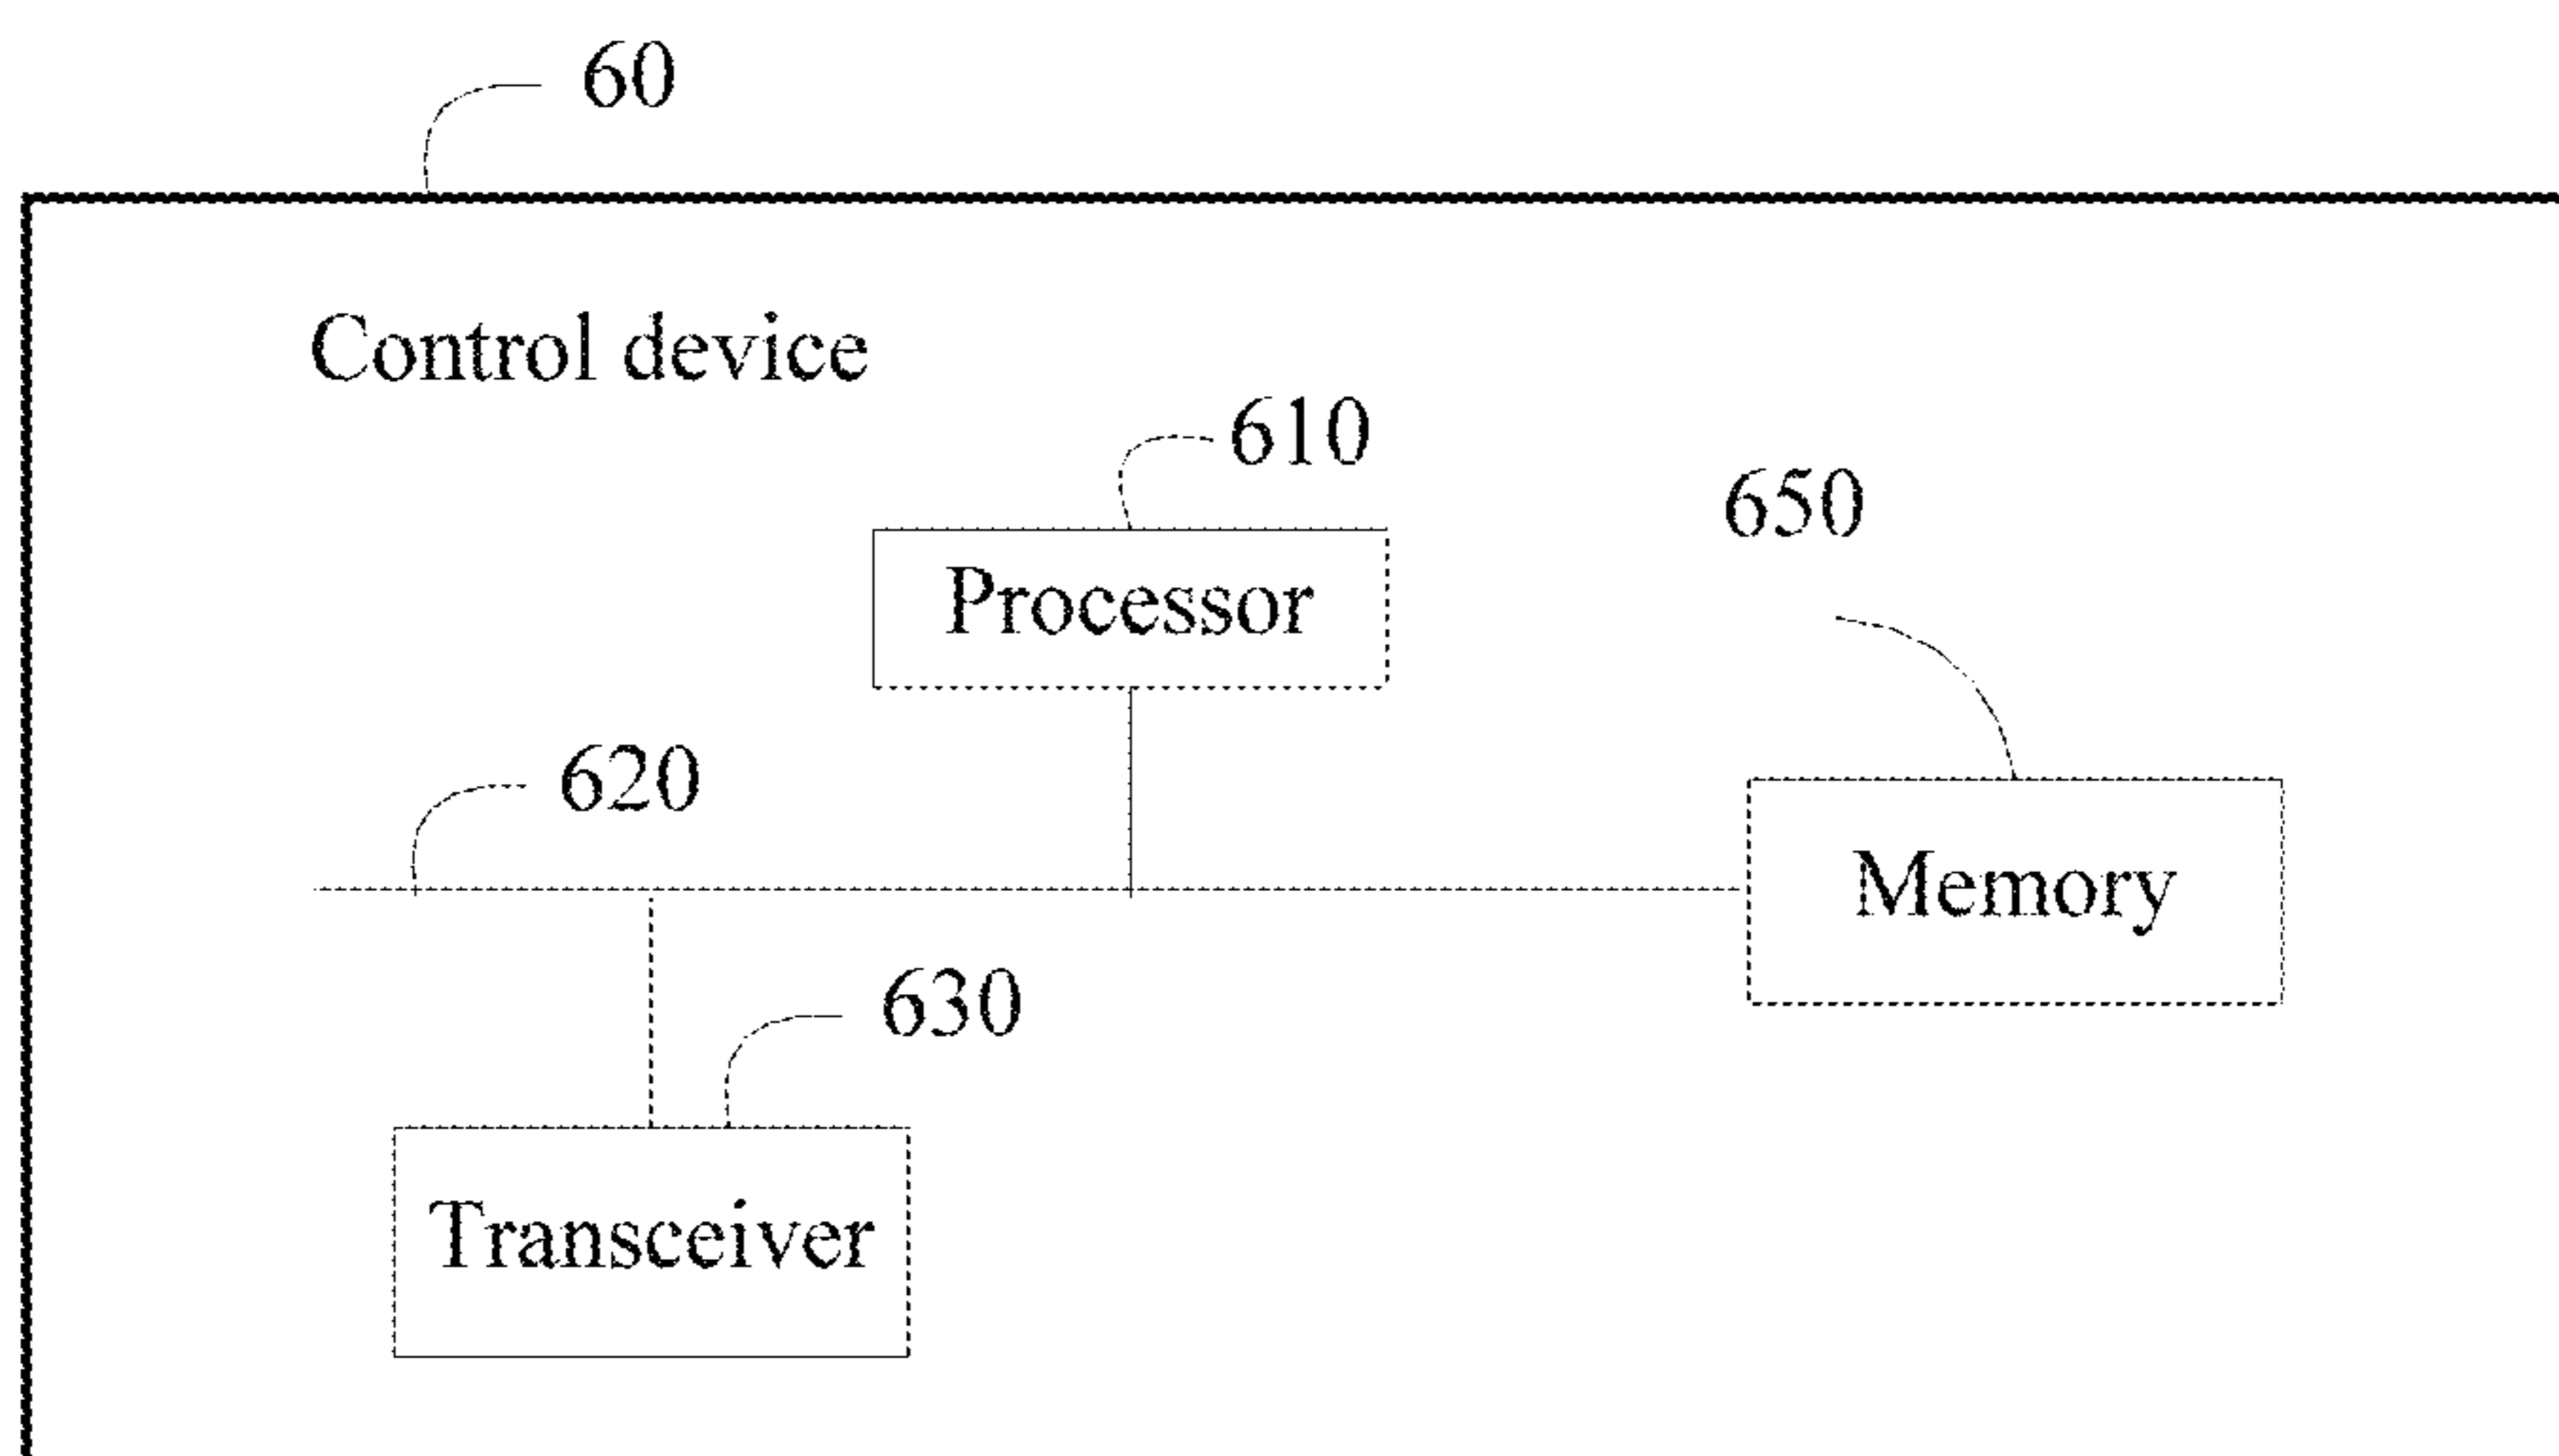 60
Control device
610
650
Processor
620
Memory
630
Transceiver